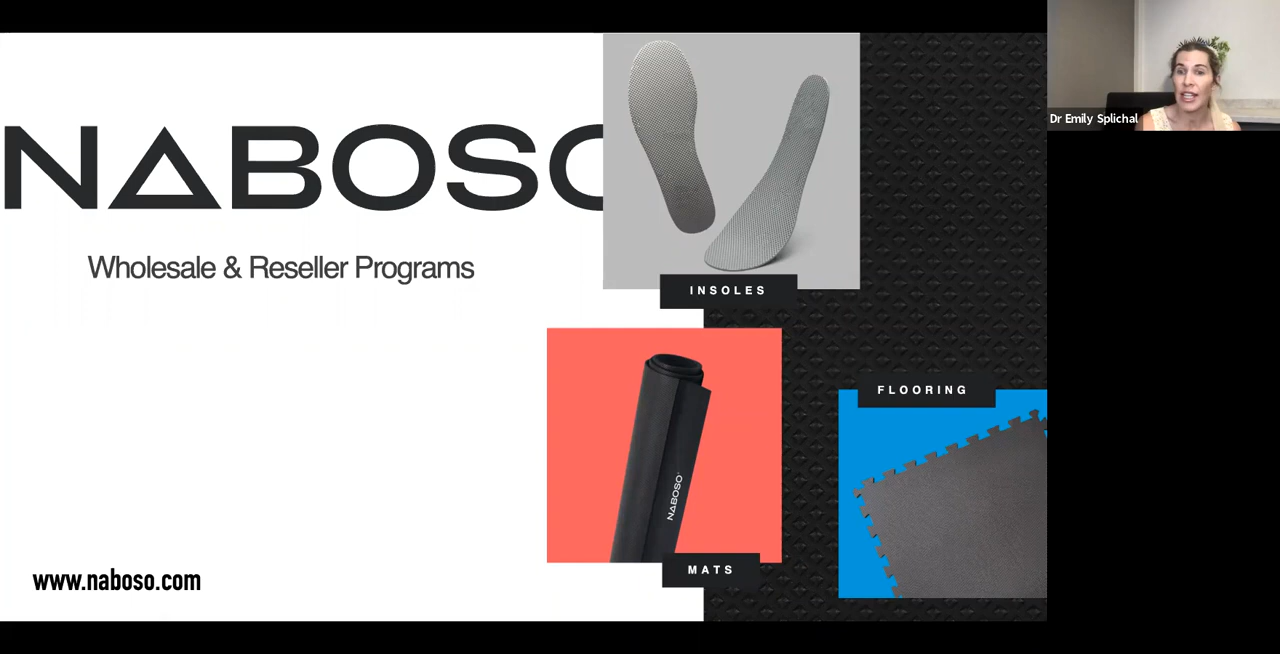 NABOSO
Wholesale & Reseller Programs
INSOLES
FLOORING
NABOSO
MATS
www.naboso.com
Dr Emily Splichal